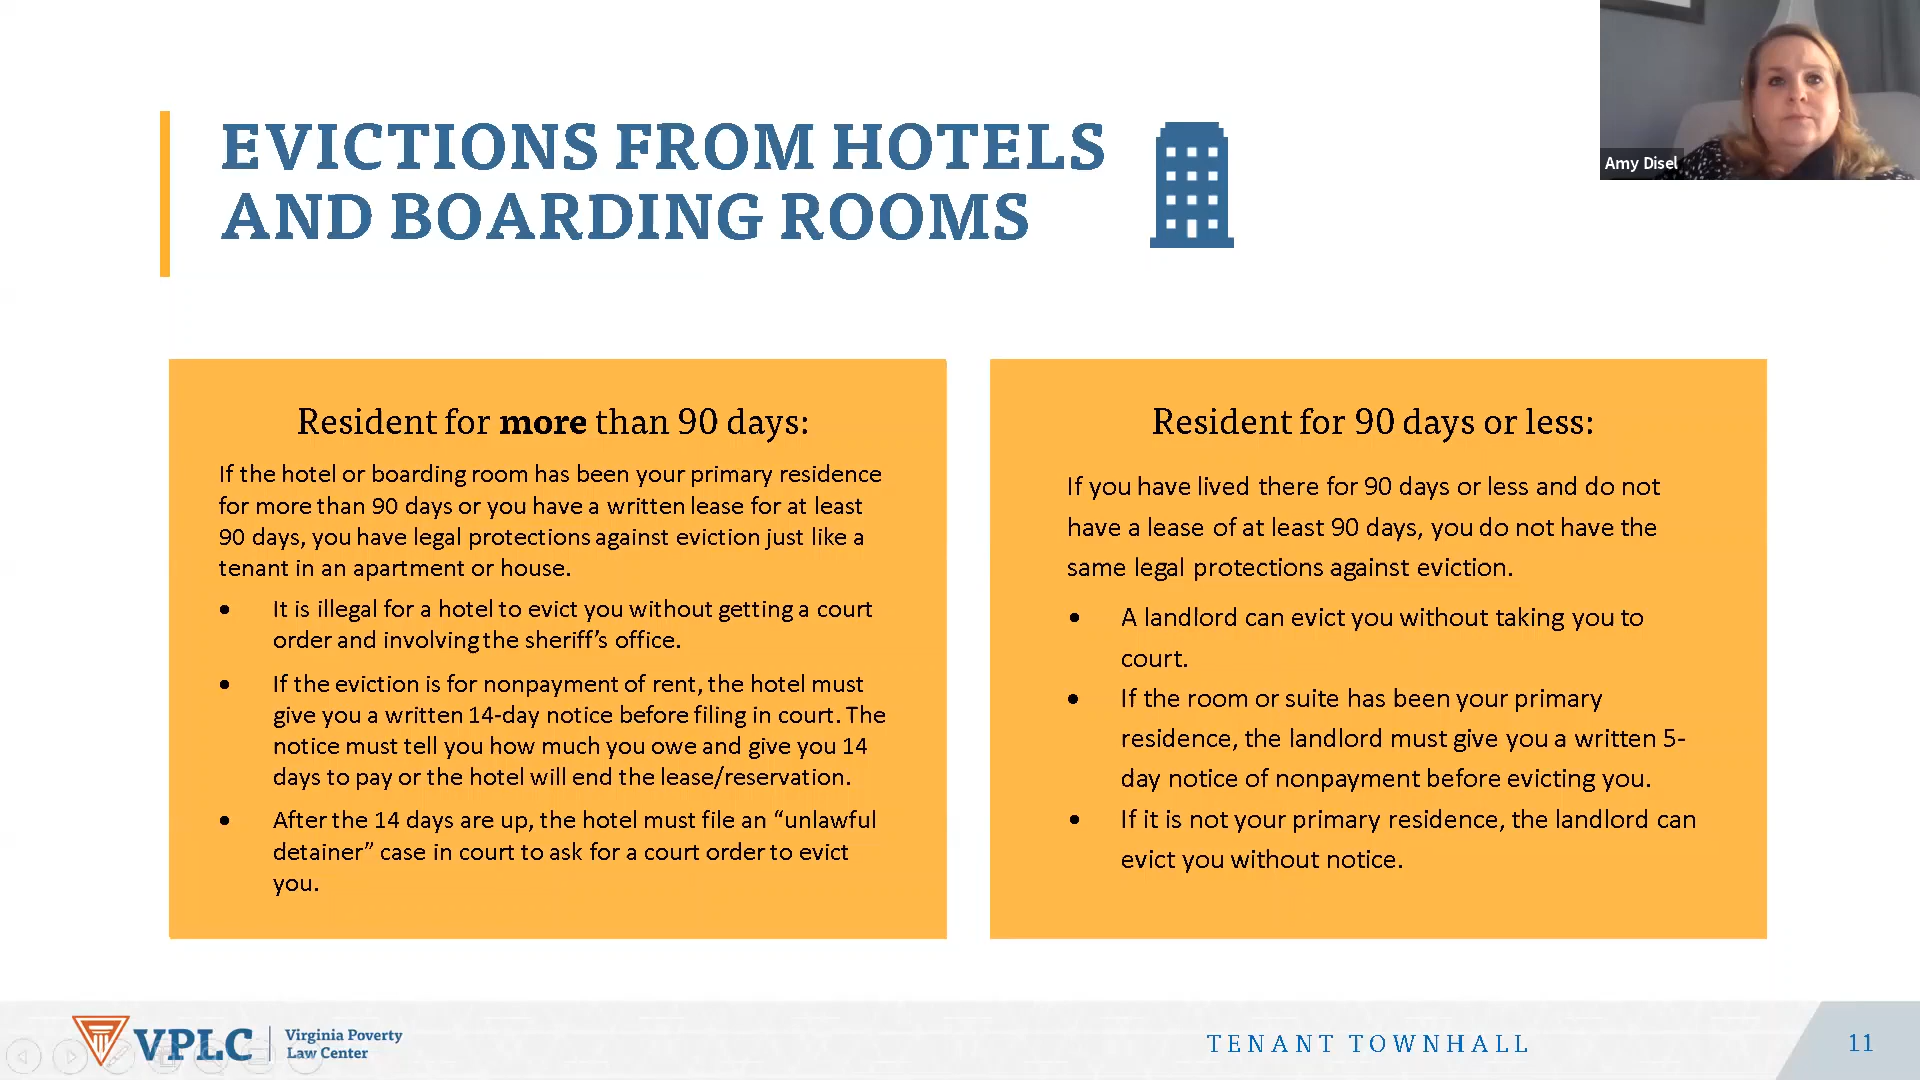 Amy Disel
EVICTIONS FROM HOTELS
AND BOARDING ROOMS
Resident for more than 90 days:
If the hotel or boarding room has been your primary residence
for more than 90 days or you have a written lease for at least
90 days, you have legal protections against eviction just like a
tenant in an apartment or house.
• It is illegal for a hotel to evict you without getting a court
order and involving the sheriff’s office.
• If the eviction is for nonpayment of rent, the hotel must
give you a written 14-day notice before filing in court. The
notice must tell you how much you owe and give you 14
days to pay or the hotel will end the lease/reservation.
• After the 14 days are up, the hotel must file an “unlawful
detainer” case in court to ask for a court order to evict
you.
Resident for 90 days or less:
If you have lived there for 90 days or less and do not
have a lease of at least 90 days, you do not have the
same legal protections against eviction.
• A landlord can evict you without taking you to
court.
• If the room or suite has been your primary
residence, the landlord must give you a written 5-
day notice of nonpayment before evicting you.
• If it is not your primary residence, the landlord can
evict you without notice.
VPLC
Virginia Poverty
Law Center
TENANT TOWNHALL
11